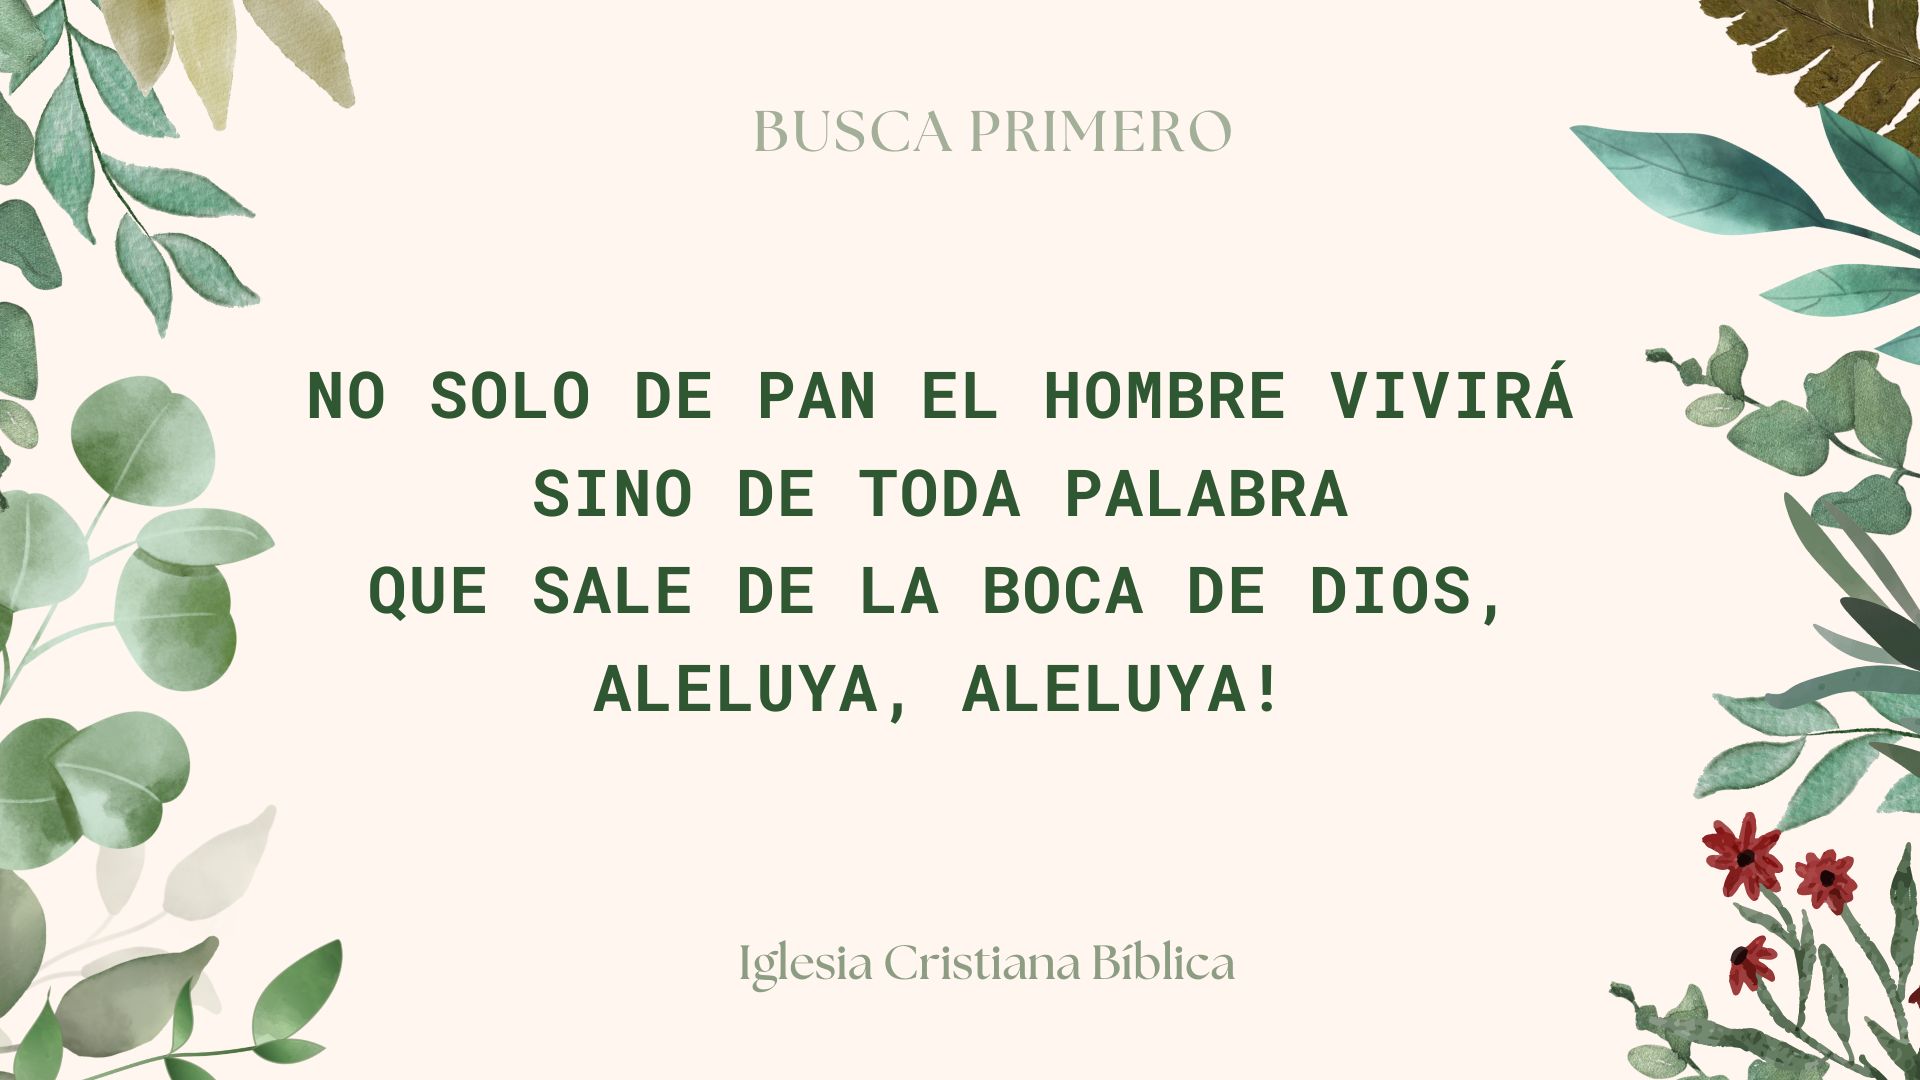 BUSCA PRIMERO
NO SOLO DE PAN EL HOMBRE VIVIRÁ
SINO DE TODA PALABRA
QUE SALE DE LA BOCA DE DIOS,
ALELUYA, ALELUYA!
Iglesia Cristiana Bíblica